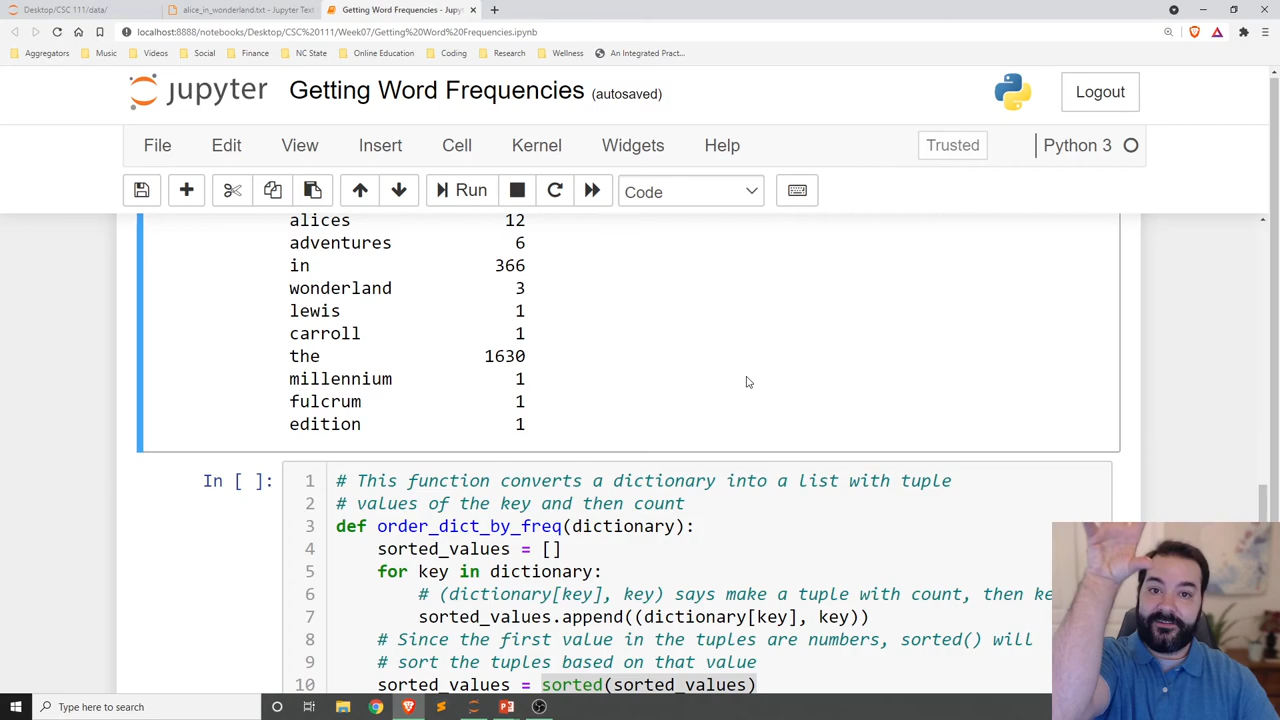 Desktop/CSC 111/data/
alice_in_wonderland.txt - Jupyter Text
Getting Word Frequencies - Jupyt
localhost:8888/notebooks/Desktop/CSC%20111/Week07/Getting%20Word%20Frequencies.ipynb
Aggregators Music Videos Social Finance NC State Online Education Coding Research Wellness An Integrated Pract...
jupyter Getting Word Frequencies (autosaved) Logout
File Edit View Insert Cell Kernel Widgets Help Trusted Python 3
Run Code
alices 12
adventures 6
in 366
wonderland 3
lewis 1
carroll 1
the 1630
millennium 1
fulcrum 1
edition 1
In [ ]: 1 # This function converts a dictionary into a list with tuple
2 # values of the key and then count
3 def order_dict_by_freq(dictionary):
4 sorted_values = []
5 for key in dictionary:
6 # (dictionary[key], key) says make a tuple with count, then ke
7 sorted_values.append((dictionary[key], key))
8 # Since the first value in the tuples are numbers, sorted() will
9 # sort the tuples based on that value
10 sorted_values = sorted(sorted_values)
Type here to search